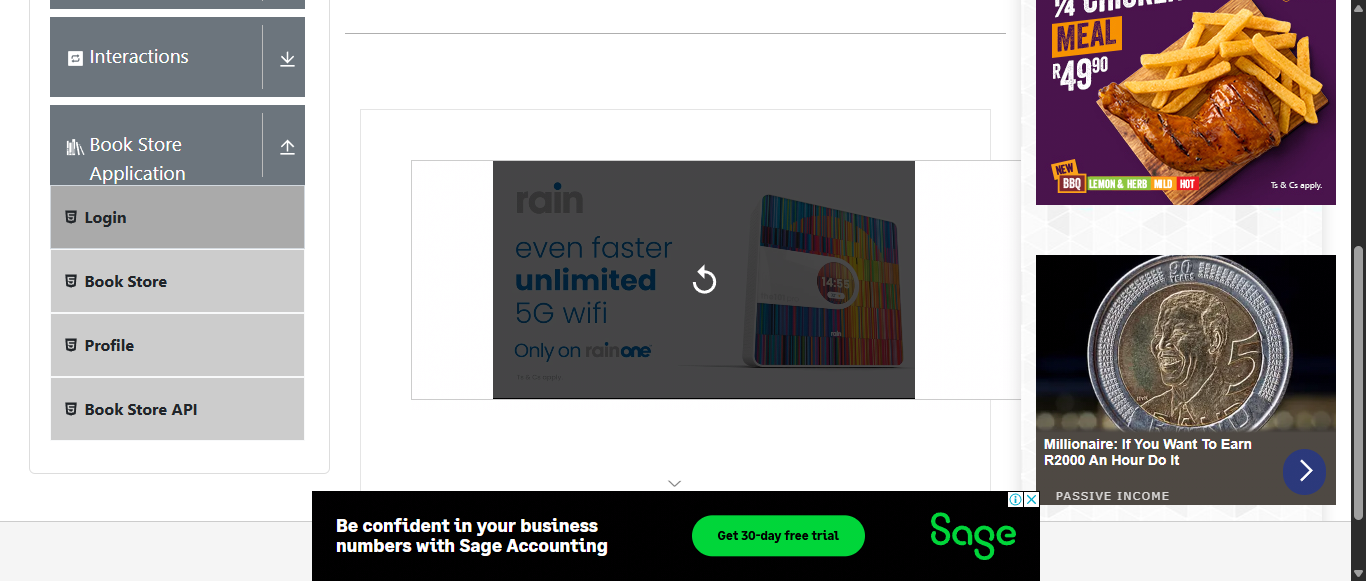 Interactions
Book Store
Application
Login
Book Store
Profile
Book Store API
rain
even faster
unlimited
5G wifi
Only on rainone
Ts & Cs apply
14:55
rain
¼ CHICKEN
MEAL
R49⁹⁰
NEW
BBQ LEMON & HERB MILD HOT
Ts & Cs apply.
90
5
RAND
Millionaire: If You Want To Earn
R2000 An Hour Do It
PASSIVE INCOME
Be confident in your business
numbers with Sage Accounting
Get 30-day free trial
Sage